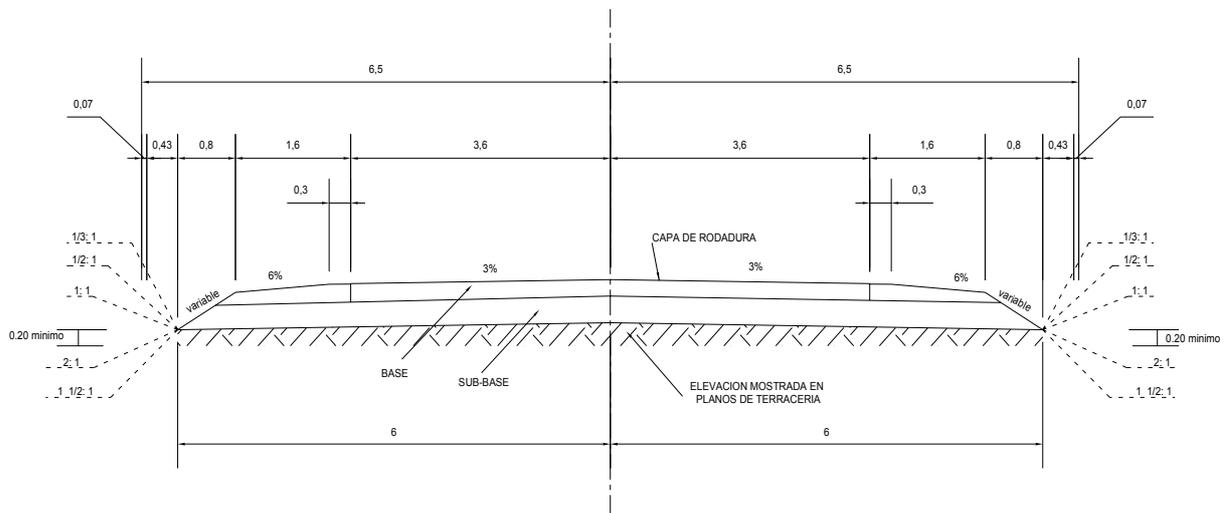 6,5 6,5
0,07 0,07
0,43 0,8 1,6 3,6 3,6 1,6 0,8 0,43
0,3 0,3
1/3: 1 CAPA DE RODADURA 1/3: 1
1/2: 1 6% 3% 3% 6% 1/2: 1
1: 1 variable variable 1: 1
0.20 minimo 0.20 minimo
2: 1 BASE SUB-BASE 2: 1
1 1/2: 1 ELEVACION MOSTRADA EN 1 1/2: 1
PLANOS DE TERRACERIA
6 6